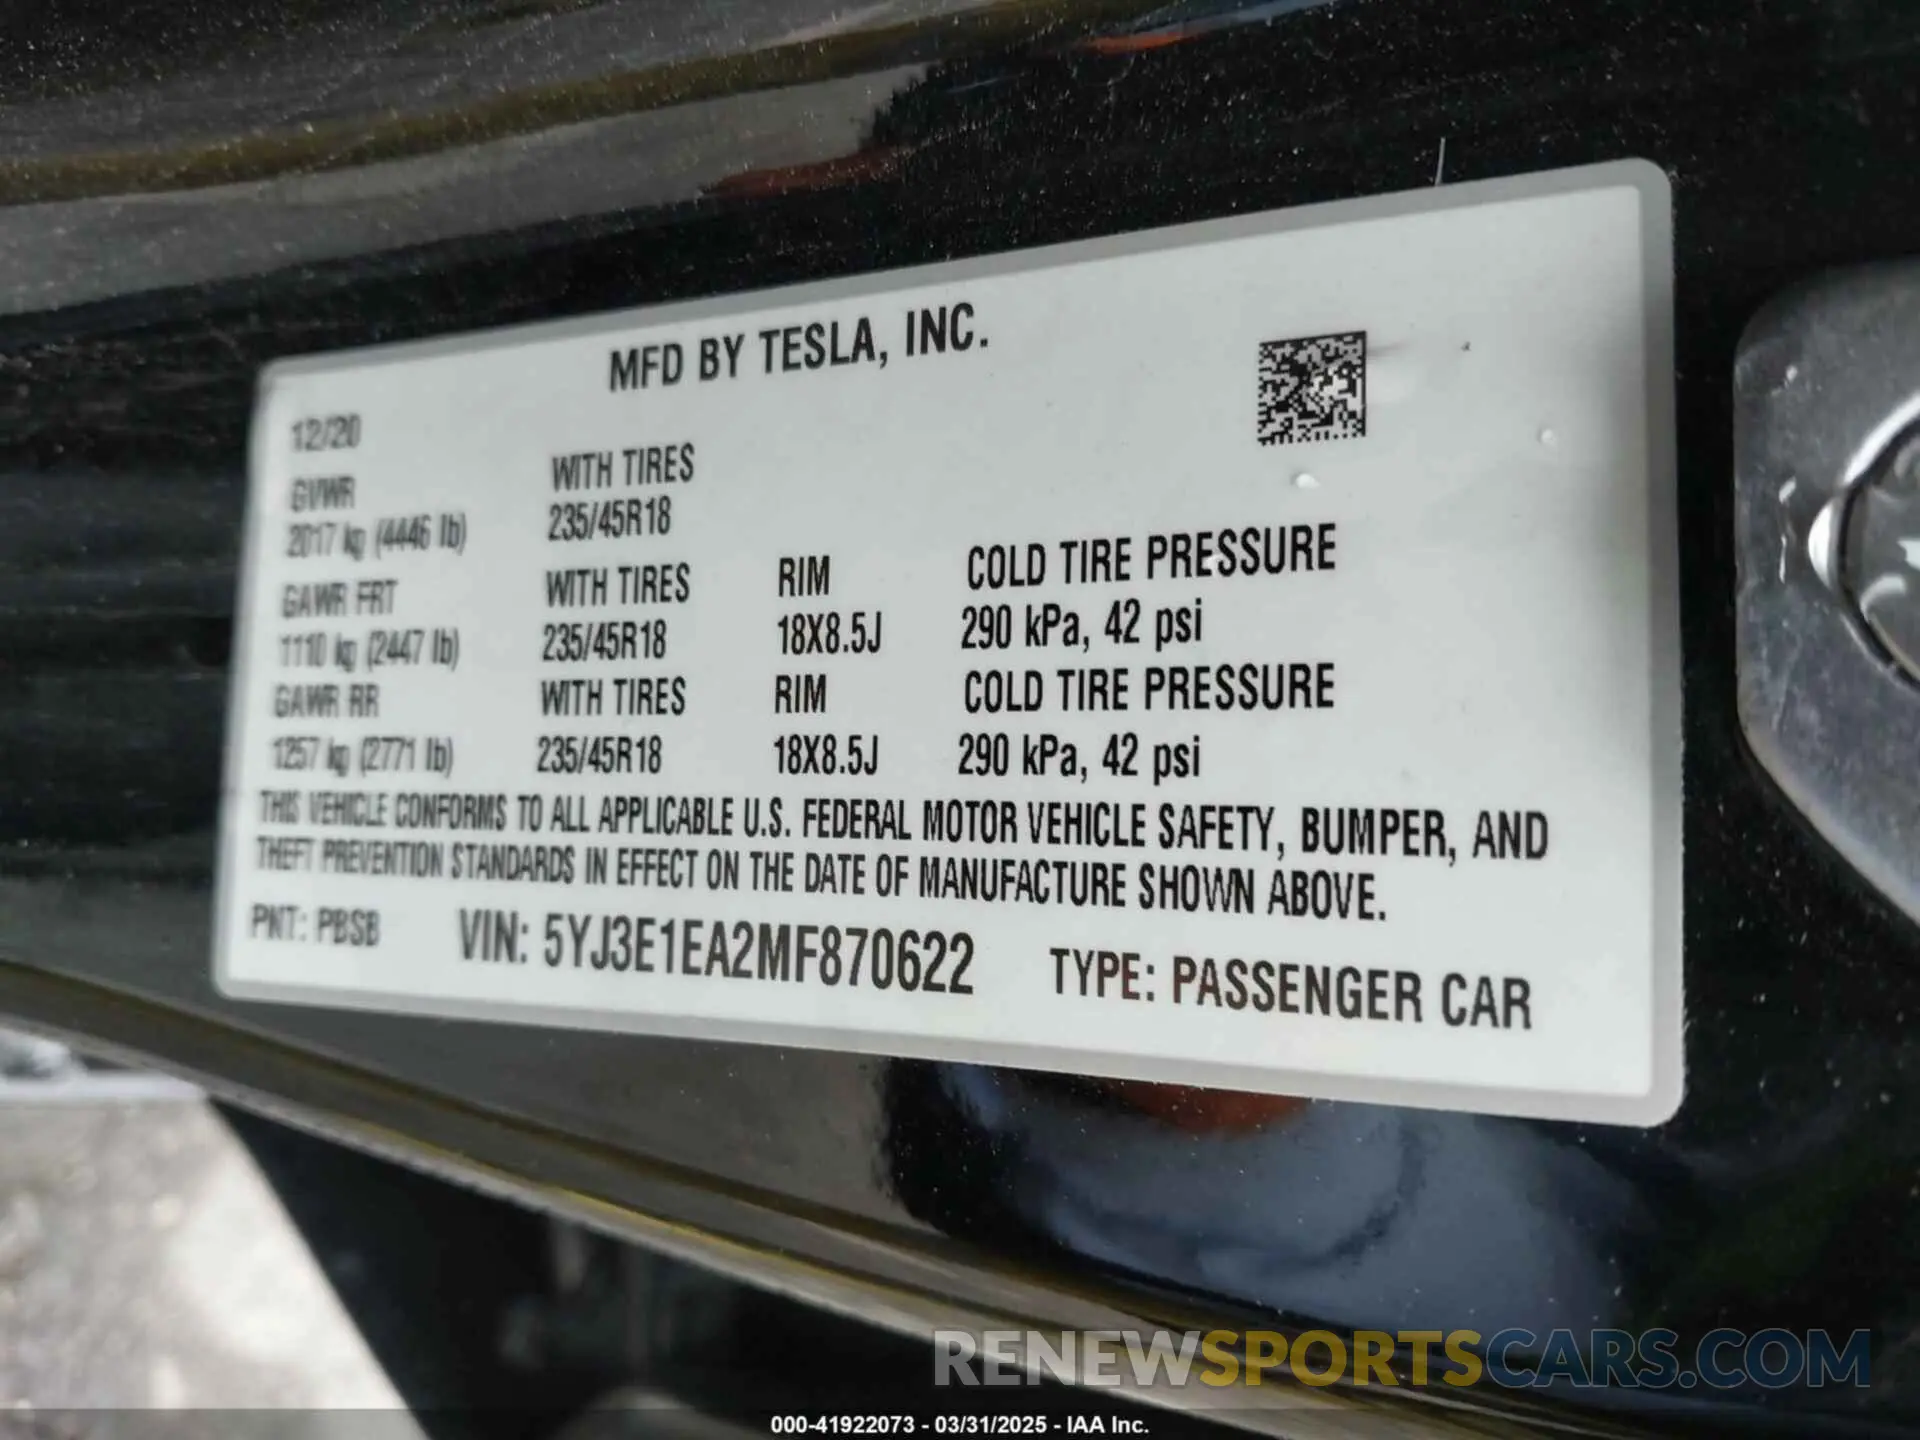 MFD BY TESLA, INC.
12/20
GVWR WITH TIRES
2017 kg (4446 lb) 235/45R18
GAWR FRT WITH TIRES RIM COLD TIRE PRESSURE
1110 kg (2447 lb) 235/45R18 18X8.5J 290 kPa, 42 psi
GAWR RR WITH TIRES RIM COLD TIRE PRESSURE
1257 kg (2771 lb) 235/45R18 18X8.5J 290 kPa, 42 psi
THIS VEHICLE CONFORMS TO ALL APPLICABLE U.S. FEDERAL MOTOR VEHICLE SAFETY, BUMPER, AND
THEFT PREVENTION STANDARDS IN EFFECT ON THE DATE OF MANUFACTURE SHOWN ABOVE.
PNT: PBSB VIN: 5YJ3E1EA2MF870622 TYPE: PASSENGER CAR
RENEWSPORTSCARS.COM
000-41922073 - 03/31/2025 - IAA Inc.